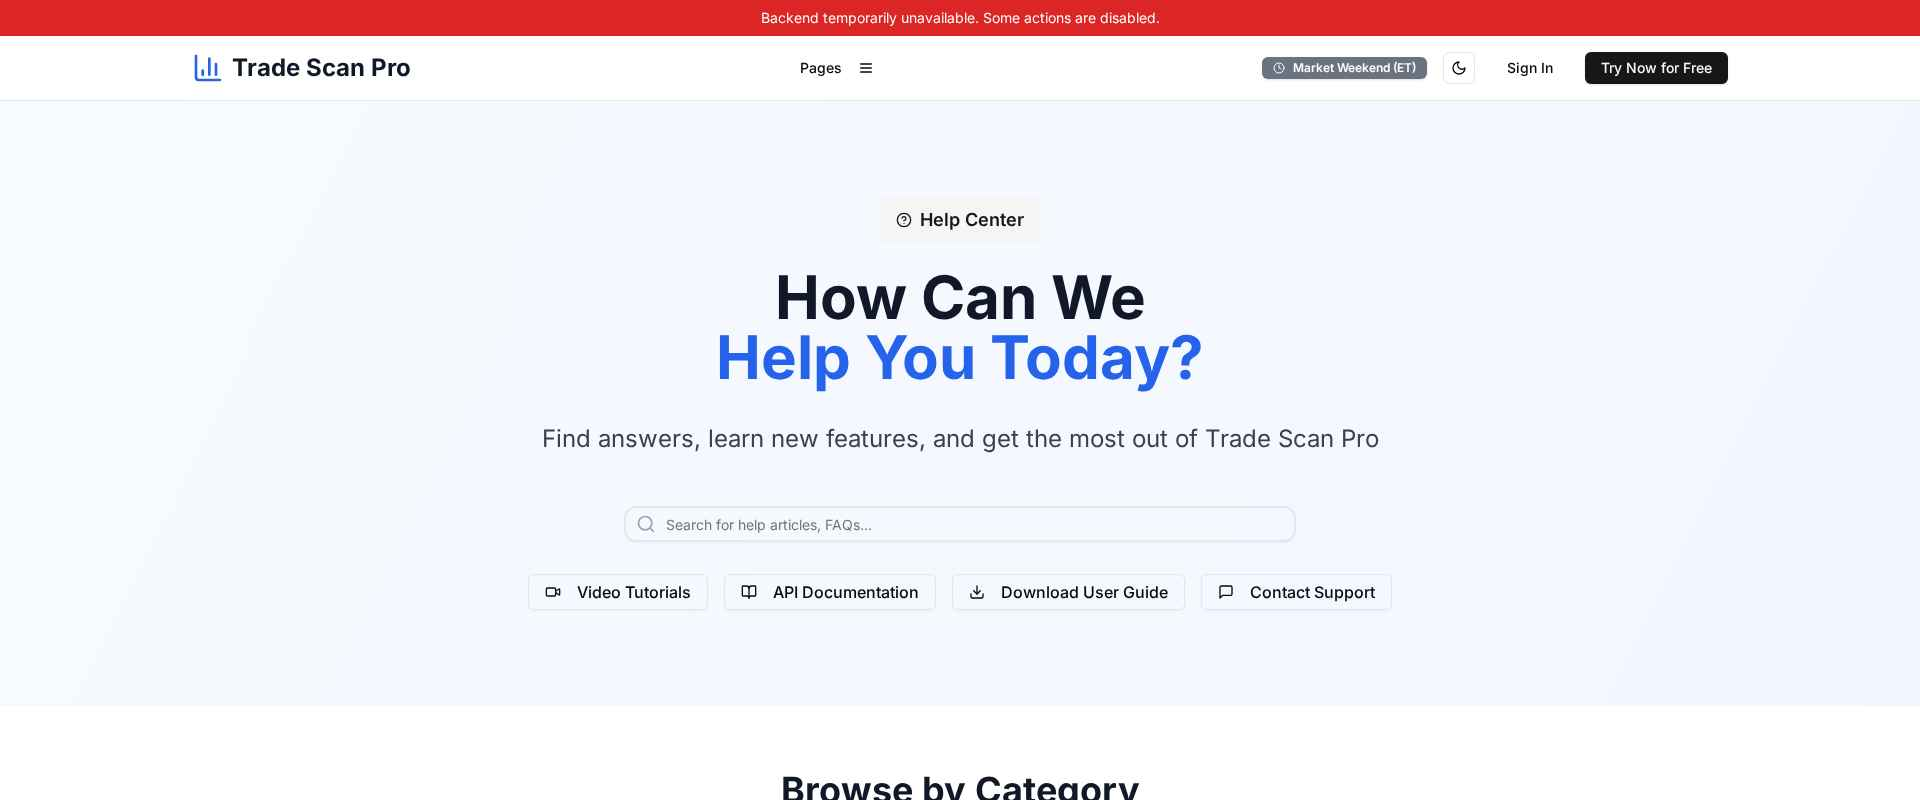 Backend temporarily unavailable. Some actions are disabled.
Trade Scan Pro
Pages
Market Weekend (ET)
Sign In
Try Now for Free
Help Center
How Can We
Help You Today?
Find answers, learn new features, and get the most out of Trade Scan Pro
Search for help articles, FAQs...
Video Tutorials
API Documentation
Download User Guide
Contact Support
Browse by Category